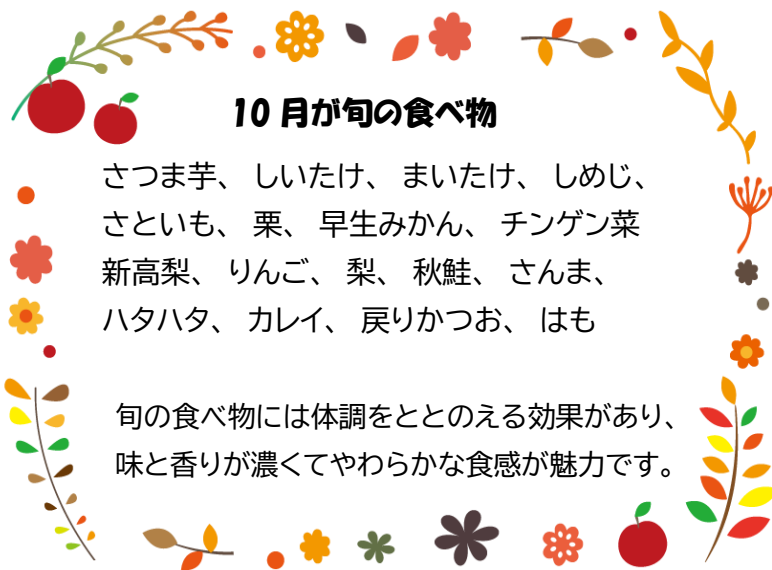 10月が旬の食べ物
さつま芋、 しいたけ、 まいたけ、 しめじ、
さといも、 栗、 早生みかん、 チンゲン菜
新高梨、 りんご、 梨、 秋鮭、 さんま、
ハタハタ、 カレイ、 戻りかつお、 はも
旬の食べ物には体調をととのえる効果があり、
味と香りが濃くてやわらかな食感が魅力です。